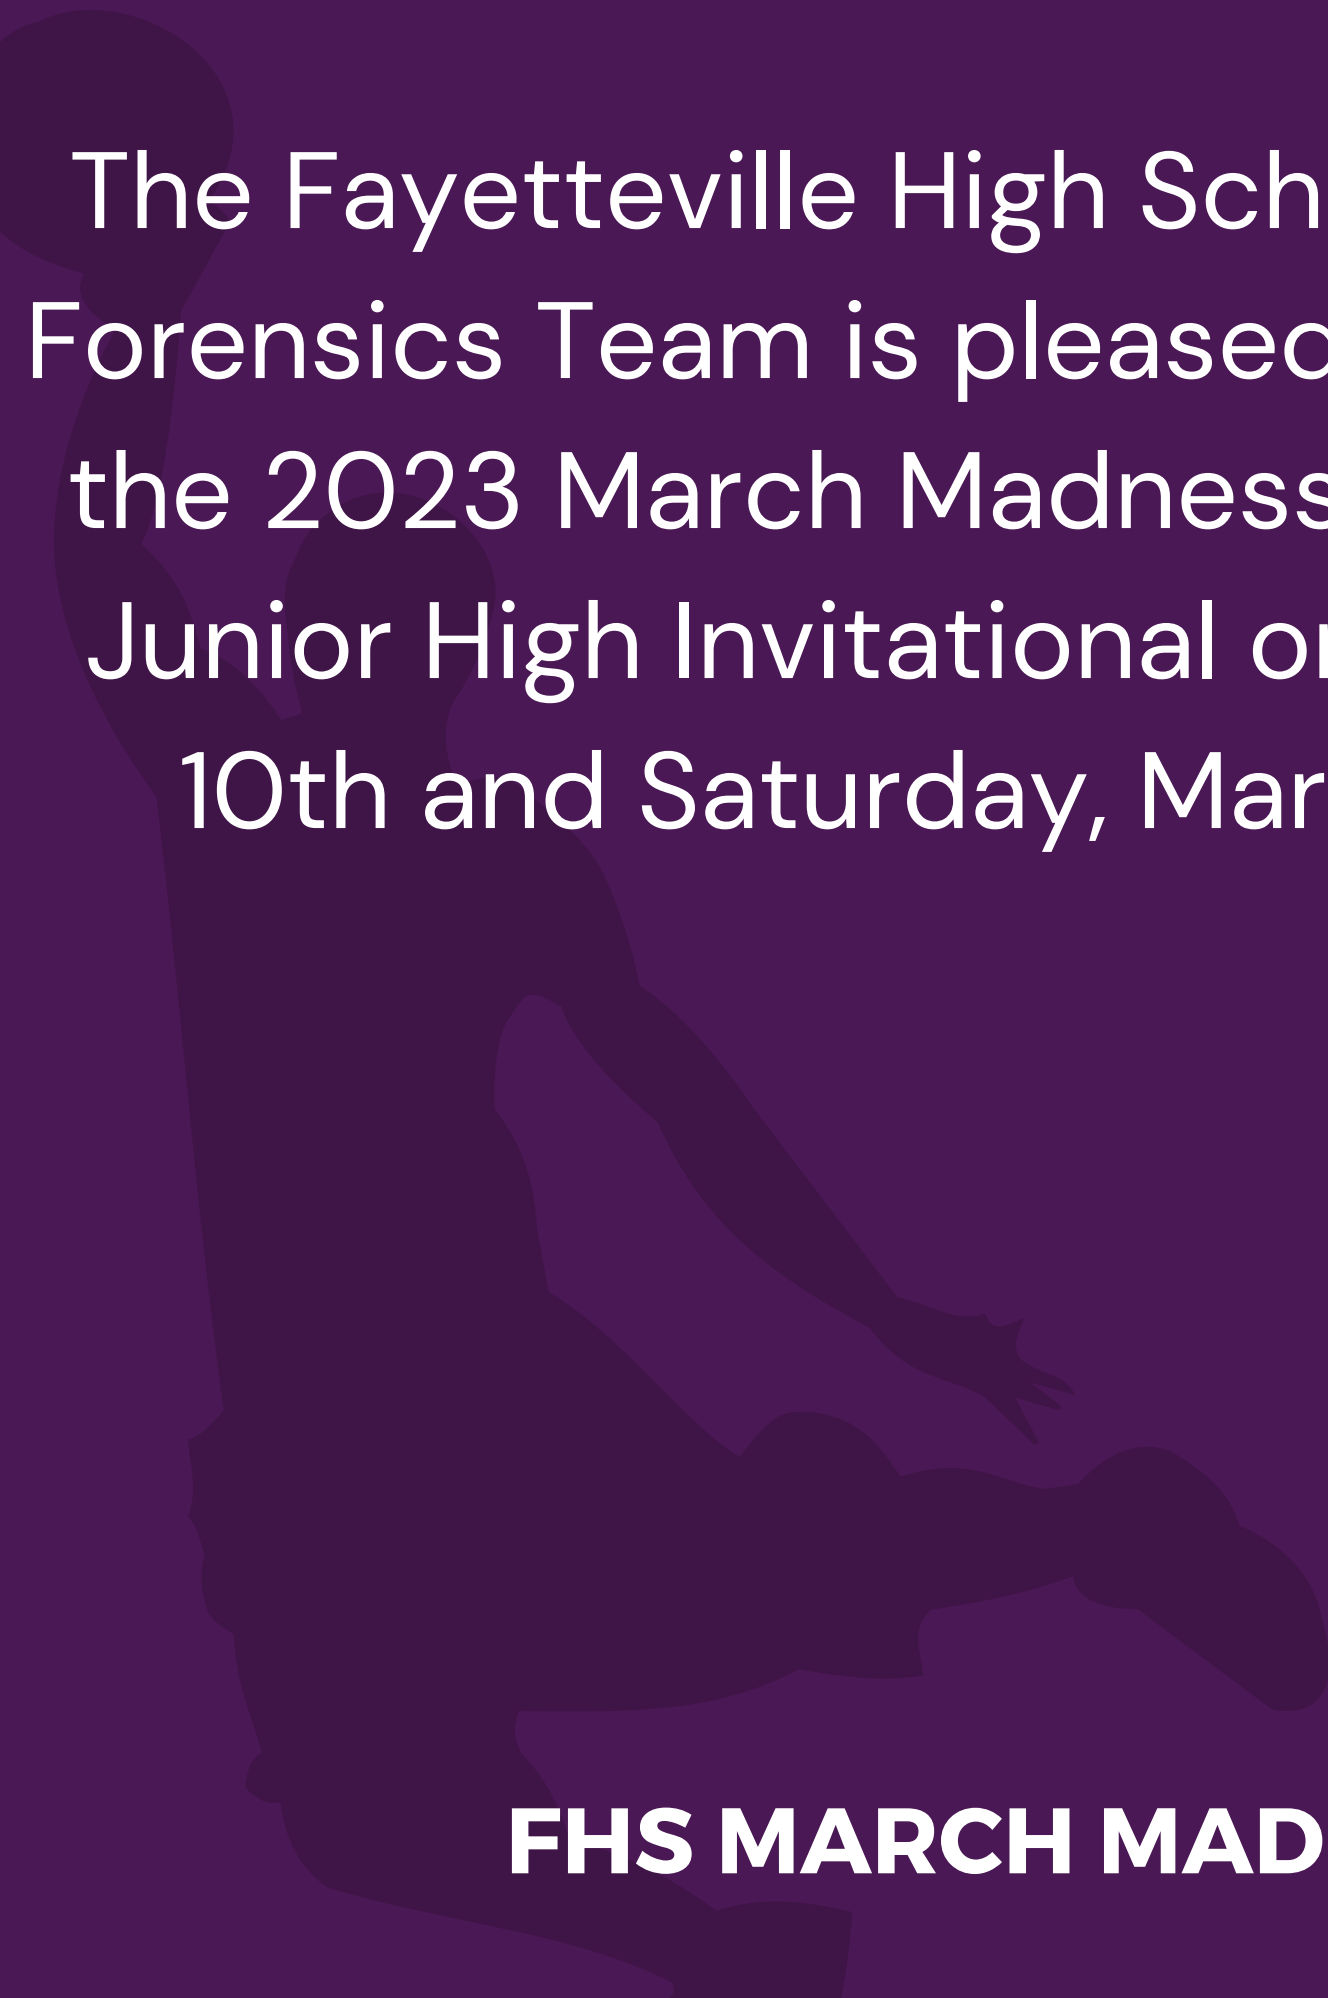 The Fayetteville High Sch
Forensics Team is pleased
the 2023 March Madness
Junior High Invitational on
10th and Saturday, Mar
FHS MARCH MAD